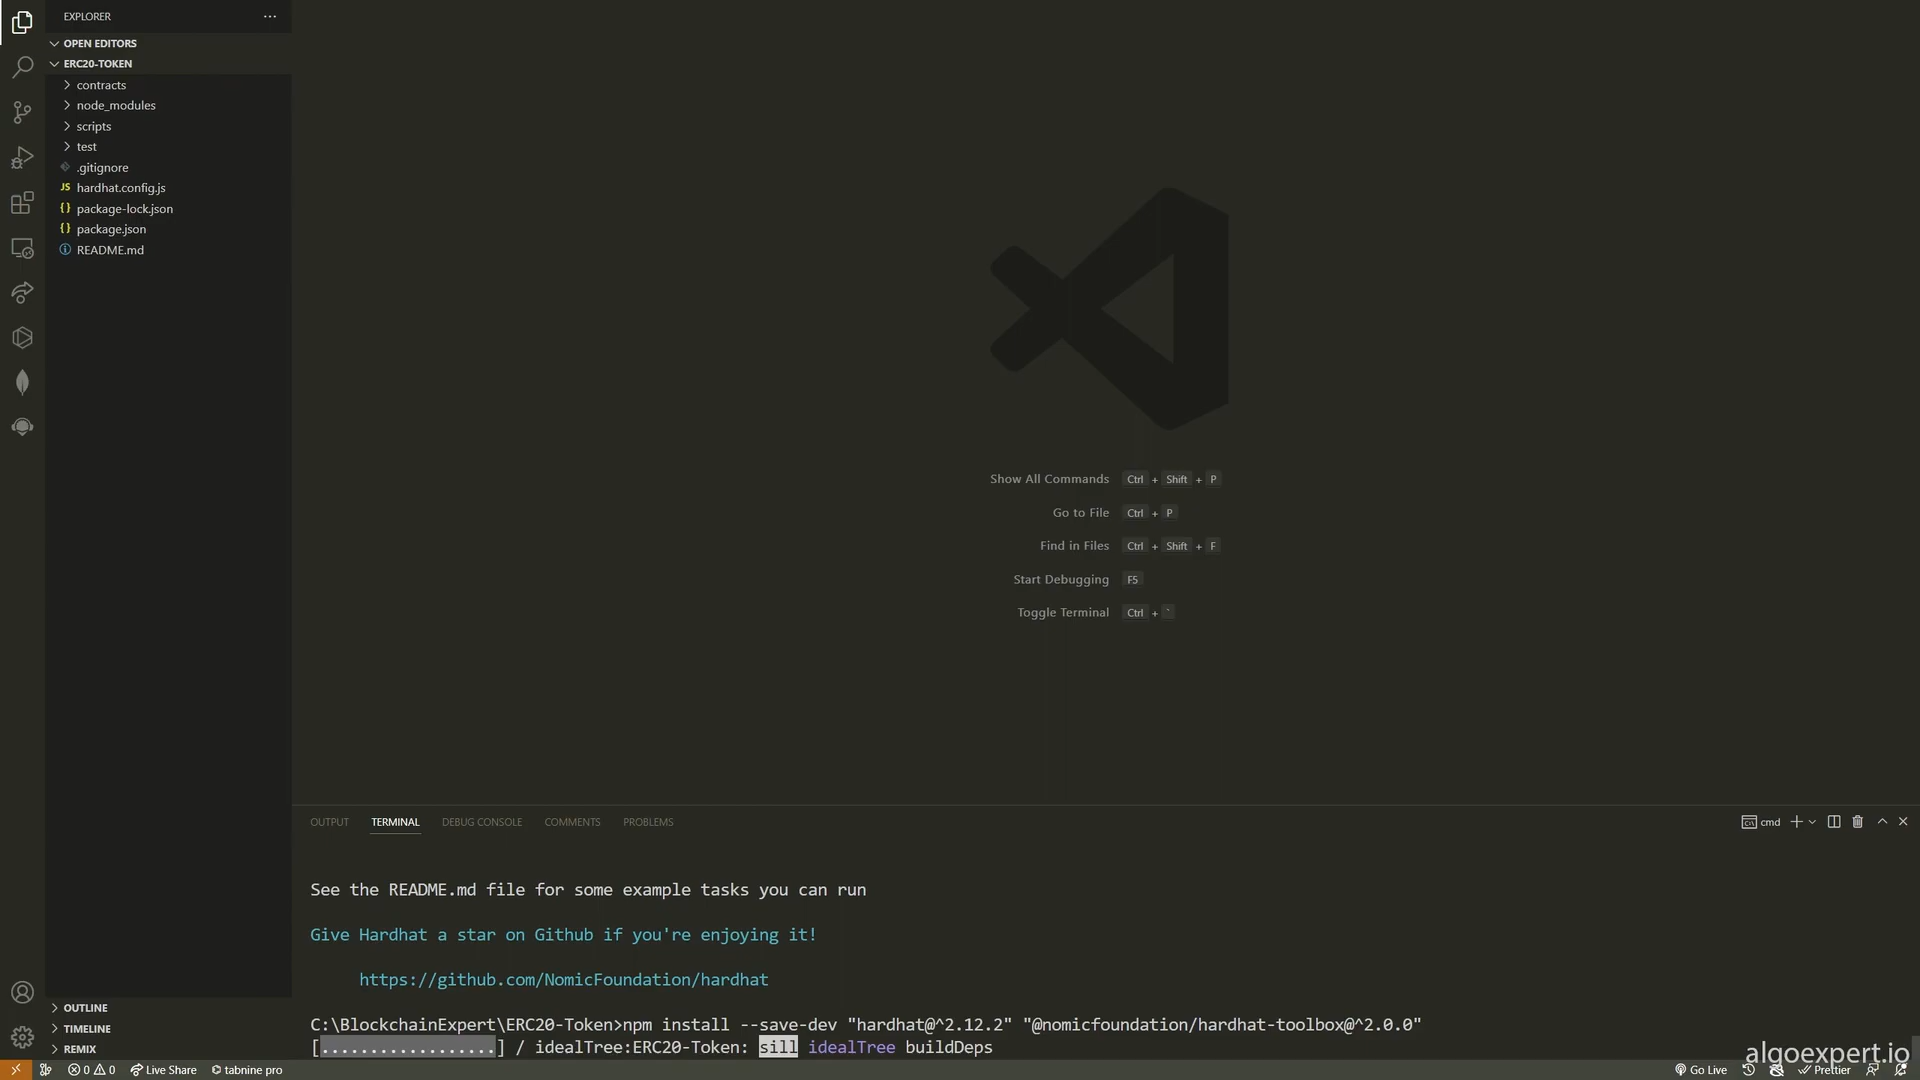 EXPLORER
OPEN EDITORS
ERC20-TOKEN
contracts
node_modules
scripts
test
.gitignore
JS hardhat.config.js
{} package-lock.json
{} package.json
README.md
Show All Commands Ctrl + Shift + P
Go to File Ctrl + P
Find in Files Ctrl + Shift + F
Start Debugging F5
Toggle Terminal Ctrl + `
OUTPUT TERMINAL DEBUG CONSOLE COMMENTS PROBLEMS
cmd
See the README.md file for some example tasks you can run
Give Hardhat a star on Github if you're enjoying it!
https://github.com/NomicFoundation/hardhat
C:\BlockchainExpert\ERC20-Token>npm install --save-dev "hardhat@^2.12.2" "@nomicfoundation/hardhat-toolbox@^2.0.0"
[..................] / idealTree:ERC20-Token: sill idealTree buildDeps
OUTLINE
TIMELINE
REMIX
0 0 Live Share tabnine pro
Go Live Prettier
algoexpert.io